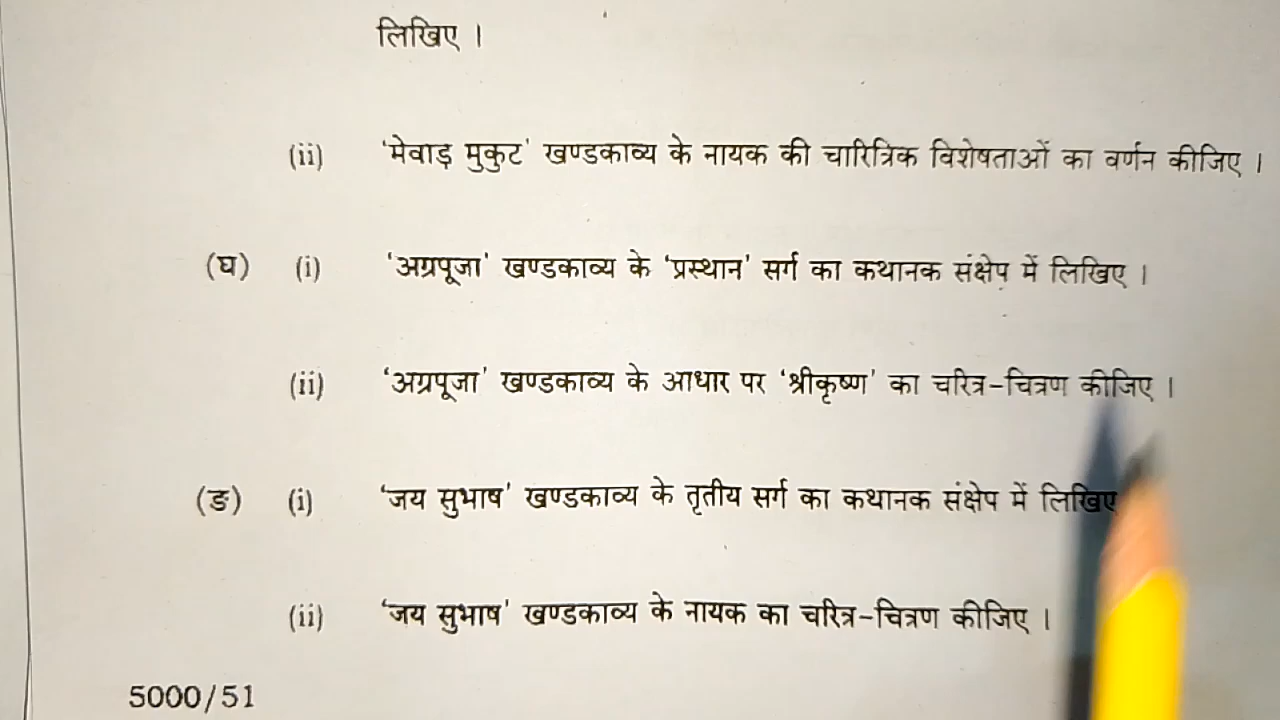 लिखिए ।
(ii) 'मेवाड़ मुकुट' खण्डकाव्य के नायक की चारित्रिक विशेषताओं का वर्णन कीजिए ।
(घ) (i) 'अग्रपूजा' खण्डकाव्य के 'प्रस्थान' सर्ग का कथानक संक्षेप में लिखिए ।
(ii) 'अग्रपूजा' खण्डकाव्य के आधार पर 'श्रीकृष्ण' का चरित्र-चित्रण कीजिए ।
(ङ) (i) 'जय सुभाष' खण्डकाव्य के तृतीय सर्ग का कथानक संक्षेप में लिखिए
(ii) 'जय सुभाष' खण्डकाव्य के नायक का चरित्र-चित्रण कीजिए ।
5000/51